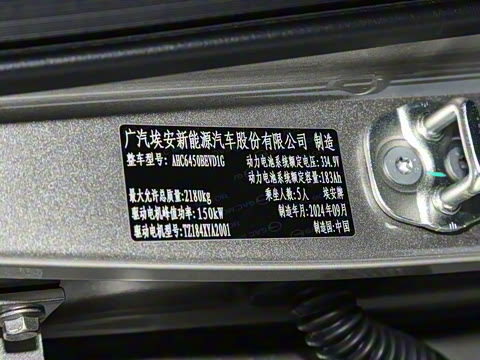 广汽埃安新能源汽车股份有限公司 制造
整车型号: AHC6450BEVD1G 动力电池系统额定电压: 334.9V
动力电池系统额定容量: 183Ah
最大允许总质量: 2180kg 乘坐人数: 5人 埃安牌
驱动电机峰值功率: 150kW 制造年月: 2024年09月
驱动电机型号: TZ184XYA2001 制造国: 中国